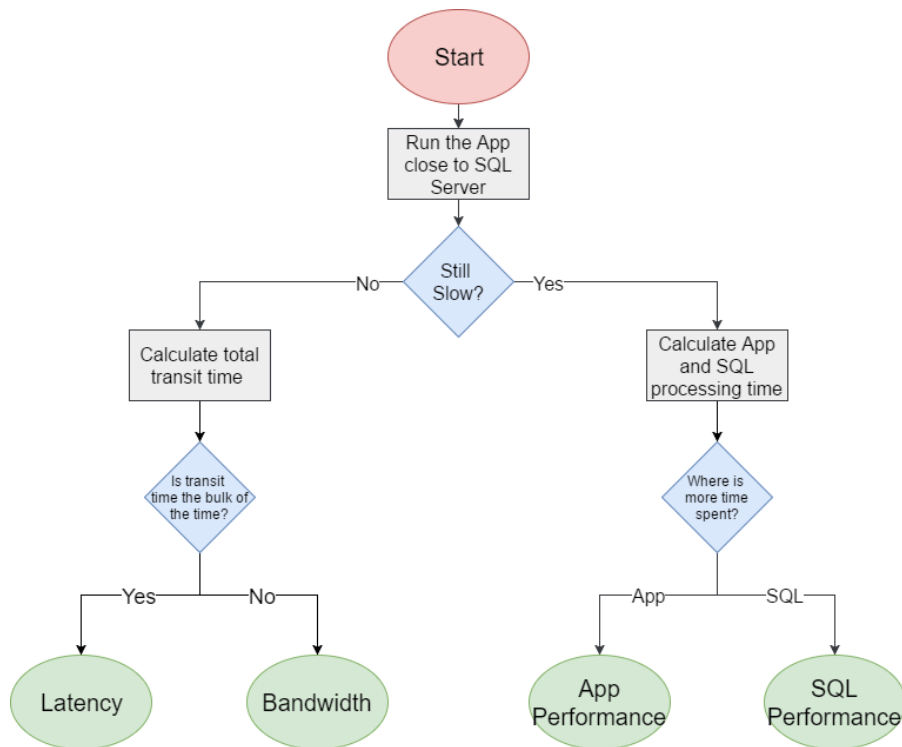 Start
Run the App
close to SQL
Server
Still
Slow?
No
Yes
Calculate total
transit time
Calculate App
and SQL
processing time
Is transit
time the bulk of
the time?
Where is
more time
spent?
Yes
No
App
SQL
Latency
Bandwidth
App
Performance
SQL
Performance